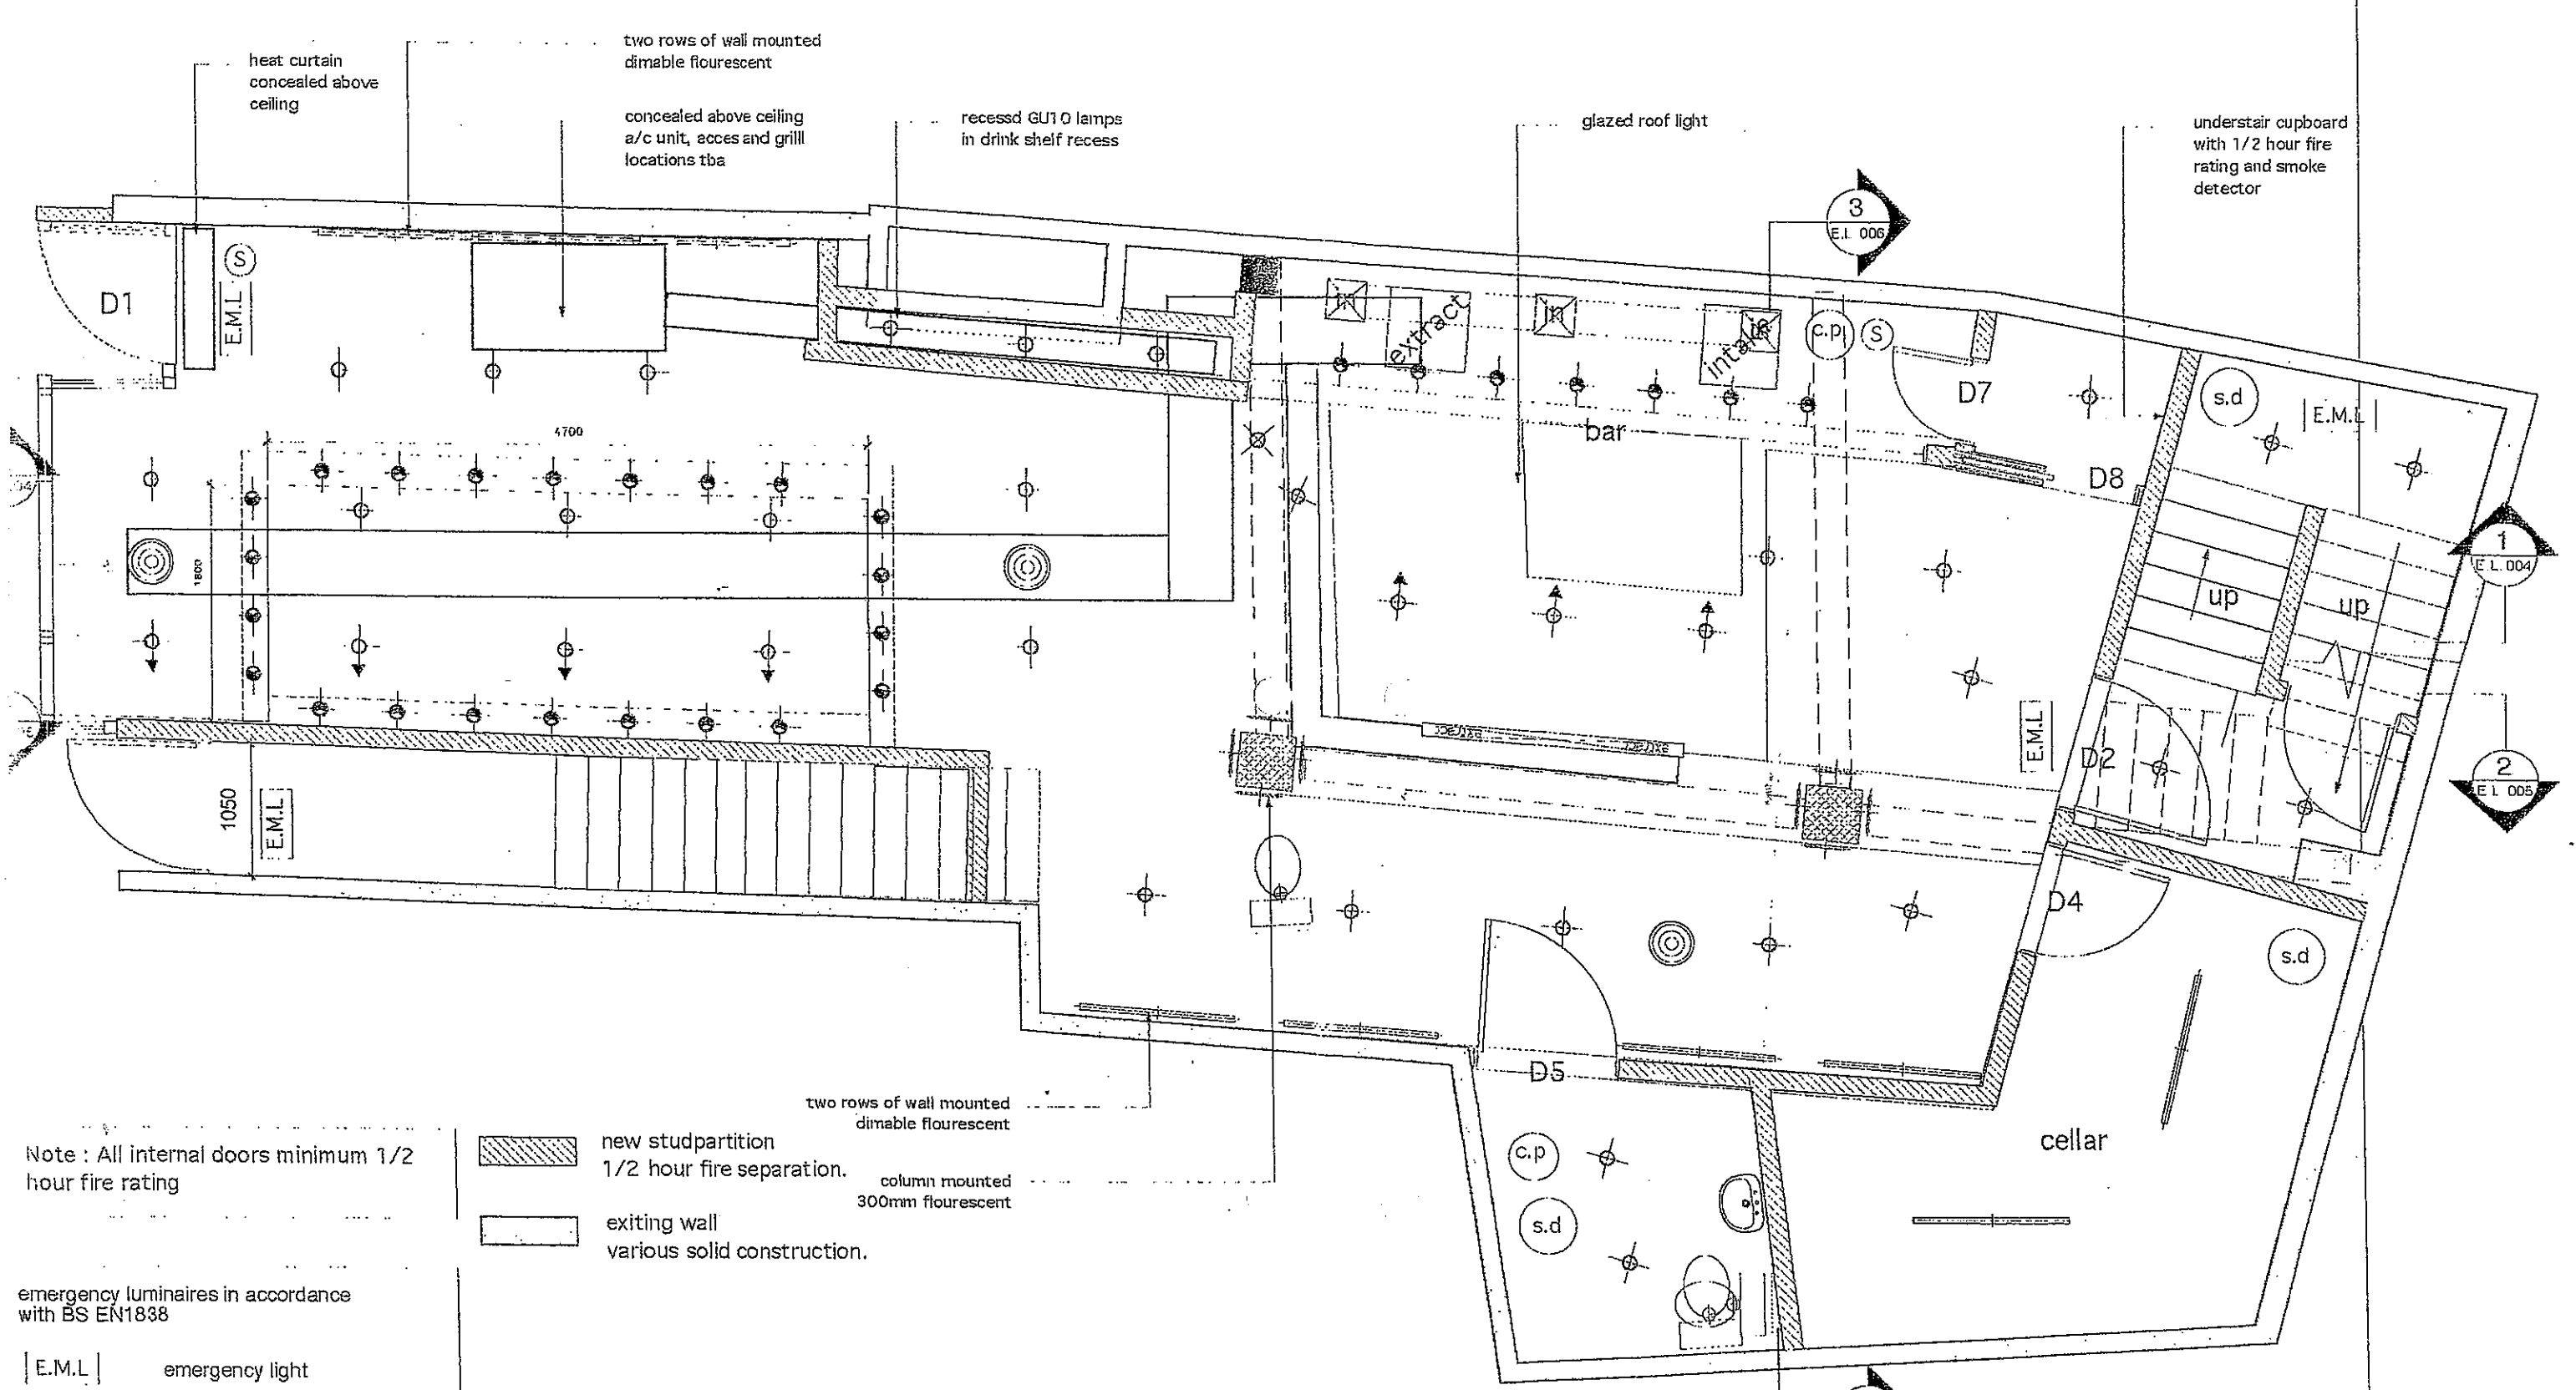 two rows of wall mounted
dimable flourescent
heat curtain
concealed above
ceiling
concealed above ceiling
a/c unit, acces and grilll
locations tba
recessd GU10 lamps
in drink shelf recess
glazed roof light
understair cupboard
with 1/2 hour fire
rating and smoke
detector
3
E.L 006
S
D1
E.M.L
in
extract
in
intake
in
c.p
S
D7
s.d
E.M.L
bar
4700
D8
1
E.L. 004
1800
up
up
E.M.L
D2
extract
extract
2
E L 005
1050
E.M.L
D4
s.d
D5
two rows of wall mounted
dimable flourescent
cellar
Note : All internal doors minimum 1/2
hour fire rating
new studpartition
1/2 hour fire separation.
c.p
column mounted
300mm flourescent
s.d
exiting wall
various solid construction.
emergency luminaires in accordance
with BS EN1838
E.M.L
emergency light